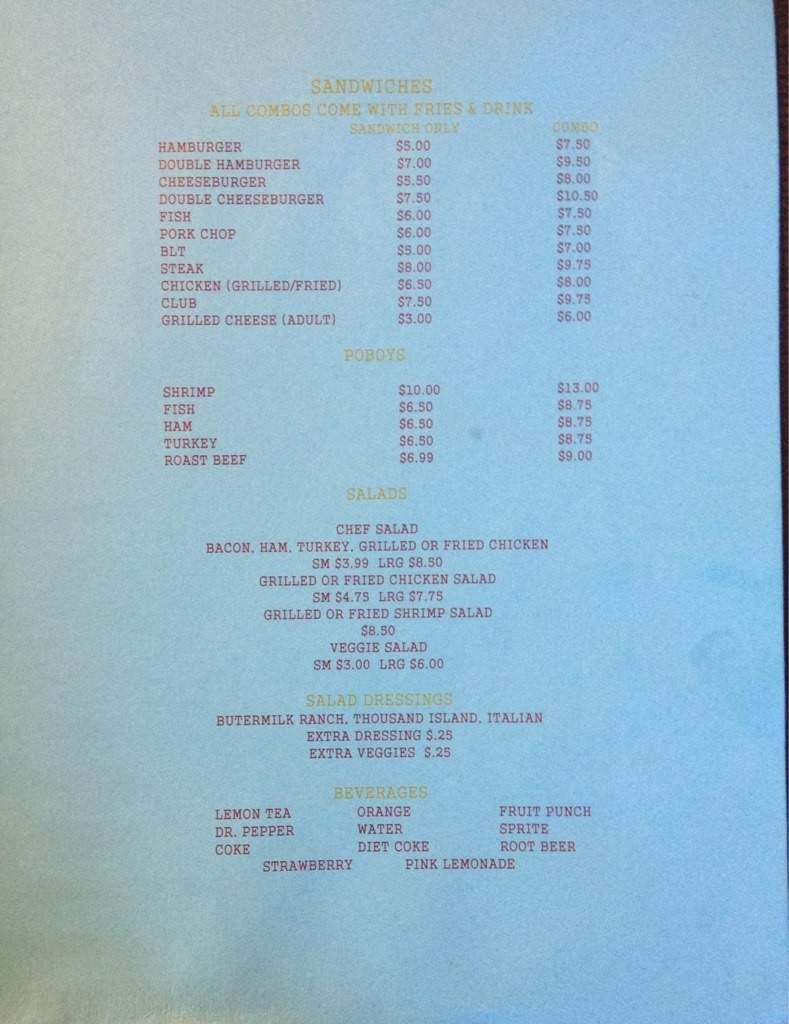 SANDWICHES
ALL COMBOS COME WITH FRIES & DRINK
SANDWICH ONLY COMBO
HAMBURGER $5.00 $7.50
DOUBLE HAMBURGER $7.00 $9.50
CHEESEBURGER $5.50 $8.00
DOUBLE CHEESEBURGER $7.50 $10.50
FISH $6.00 $7.50
PORK CHOP $6.00 $7.50
BLT $5.00 $7.00
STEAK $8.00 $9.75
CHICKEN (GRILLED/FRIED) $6.50 $8.00
CLUB $7.50 $9.75
GRILLED CHEESE (ADULT) $3.00 $6.00
POBOYS
SHRIMP $10.00 $13.00
FISH $6.50 $8.75
HAM $6.50 $8.75
TURKEY $6.50 $8.75
ROAST BEEF $6.99 $9.00
SALADS
CHEF SALAD
BACON, HAM, TURKEY, GRILLED OR FRIED CHICKEN
SM $3.99 LRG $8.50
GRILLED OR FRIED CHICKEN SALAD
SM $4.75 LRG $7.75
GRILLED OR FRIED SHRIMP SALAD
$8.50
VEGGIE SALAD
SM $3.00 LRG $6.00
SALAD DRESSINGS
BUTERMILK RANCH, THOUSAND ISLAND, ITALIAN
EXTRA DRESSING $.25
EXTRA VEGGIES $.25
BEVERAGES
LEMON TEA ORANGE FRUIT PUNCH
DR. PEPPER WATER SPRITE
COKE DIET COKE ROOT BEER
STRAWBERRY PINK LEMONADE